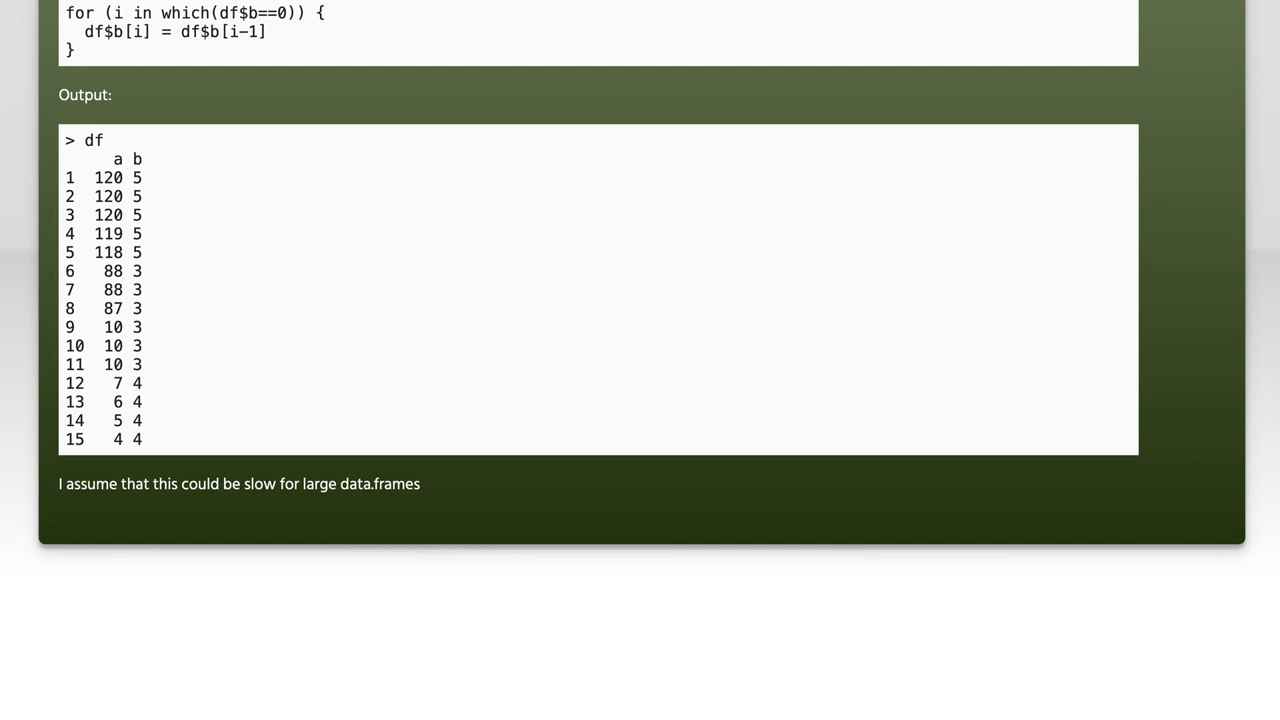 for (i in which(df$b==0)) {
  df$b[i] = df$b[i-1]
}
Output:
> df
     a b
1  120 5
2  120 5
3  120 5
4  119 5
5  118 5
6   88 3
7   88 3
8   87 3
9   10 3
10  10 3
11  10 3
12   7 4
13   6 4
14   5 4
15   4 4
I assume that this could be slow for large data.frames